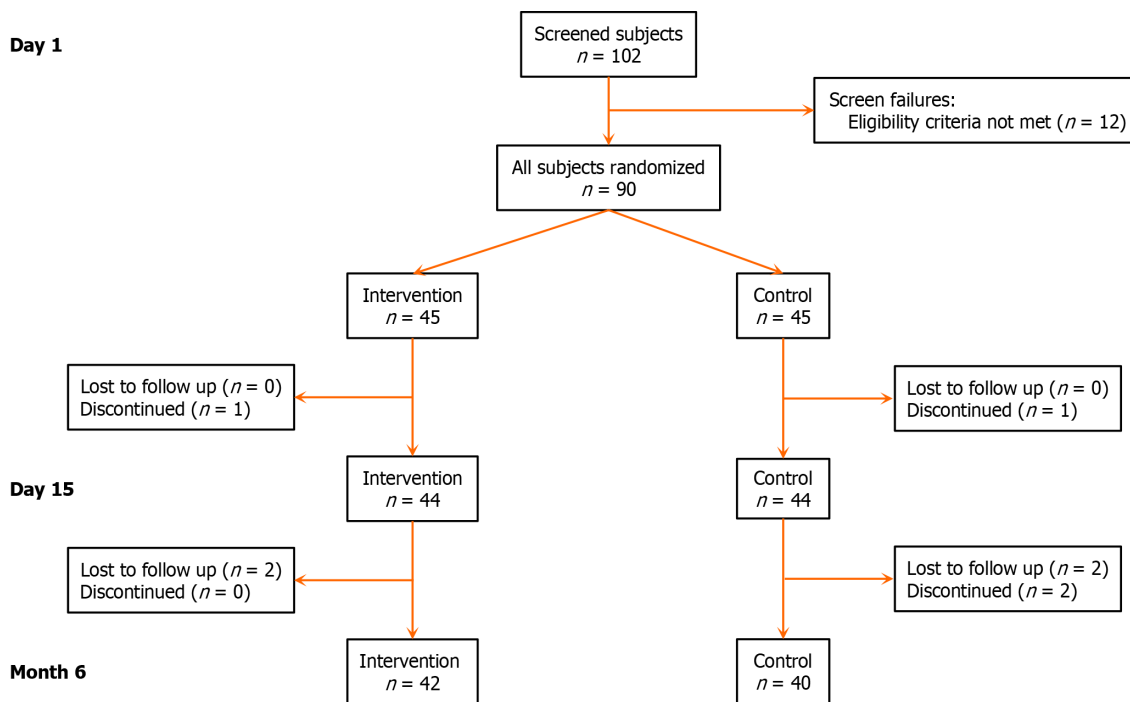 Day 1
Screened subjects
n = 102
Screen failures:
Eligibility criteria not met (n = 12)
All subjects randomized
n = 90
Intervention
n = 45
Control
n = 45
Lost to follow up (n = 0)
Discontinued (n = 1)
Lost to follow up (n = 0)
Discontinued (n = 1)
Day 15
Intervention
n = 44
Control
n = 44
Lost to follow up (n = 2)
Discontinued (n = 0)
Lost to follow up (n = 2)
Discontinued (n = 2)
Month 6
Intervention
n = 42
Control
n = 40